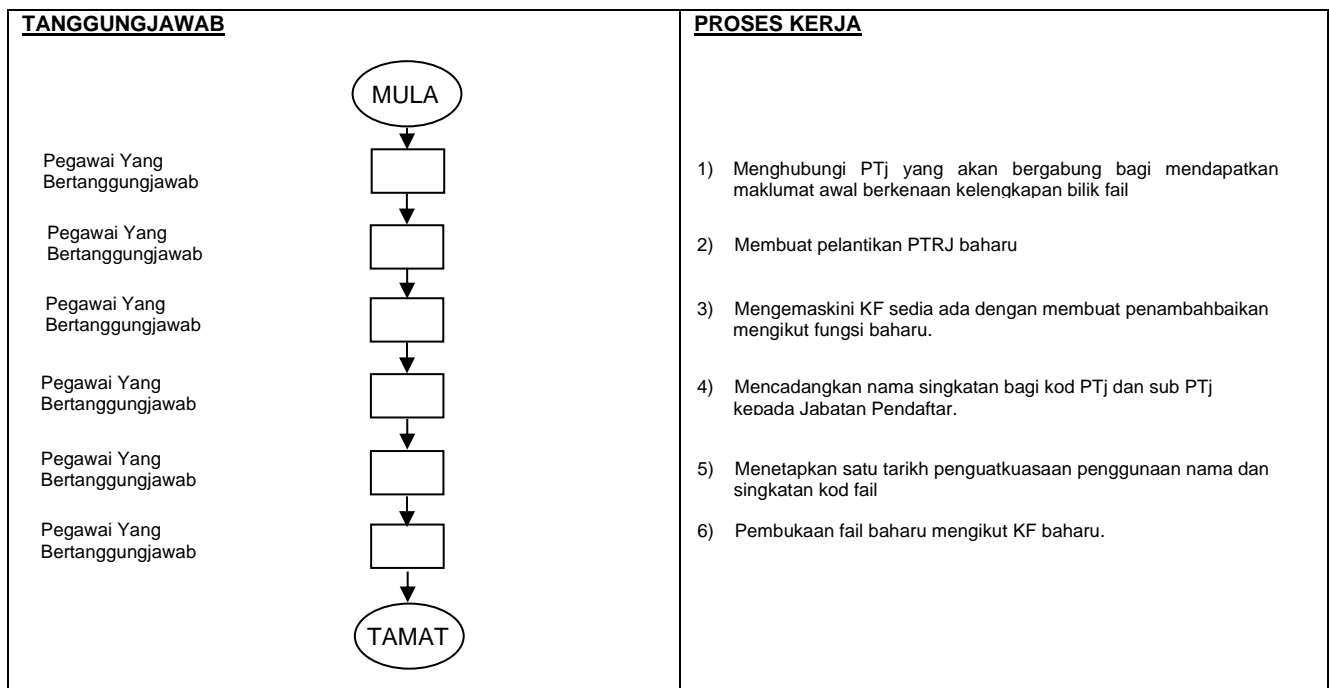 TANGGUNGJAWAB
PROSES KERJA
MULA
Pegawai Yang
Bertanggungjawab
1) Menghubungi PTj yang akan bergabung bagi mendapatkan
maklumat awal berkenaan kelengkapan bilik fail
Pegawai Yang
Bertanggungjawab
2) Membuat pelantikan PTRJ baharu
Pegawai Yang
Bertanggungjawab
3) Mengemaskini KF sedia ada dengan membuat penambahbaikan
mengikut fungsi baharu.
Pegawai Yang
Bertanggungjawab
4) Mencadangkan nama singkatan bagi kod PTj dan sub PTj
kepada Jabatan Pendaftar.
Pegawai Yang
Bertanggungjawab
5) Menetapkan satu tarikh penguatkuasaan penggunaan nama dan
singkatan kod fail
Pegawai Yang
Bertanggungjawab
6) Pembukaan fail baharu mengikut KF baharu.
TAMAT